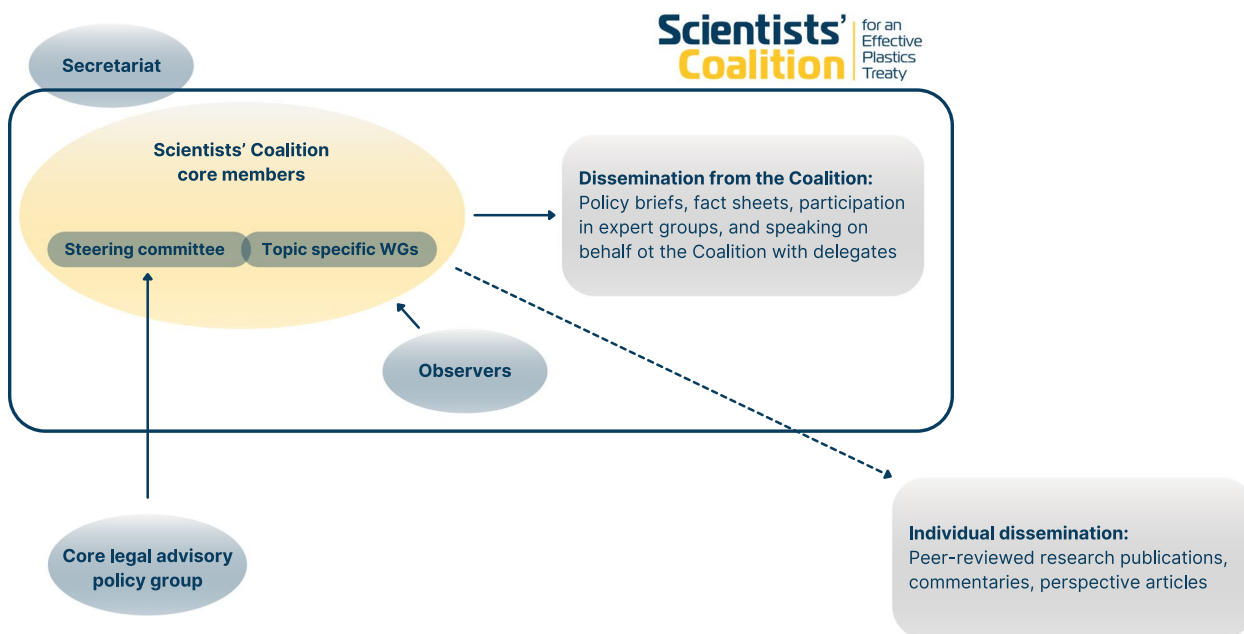 Scientists'
Coalition
for an
Effective
Plastics
Treaty
Secretariat
Scientists' Coalition
core members
Steering committee
Topic specific WGs
Dissemination from the Coalition:
Policy briefs, fact sheets, participation
in expert groups, and speaking on
behalf ot the Coalition with delegates
Observers
Core legal advisory
policy group
Individual dissemination:
Peer-reviewed research publications,
commentaries, perspective articles